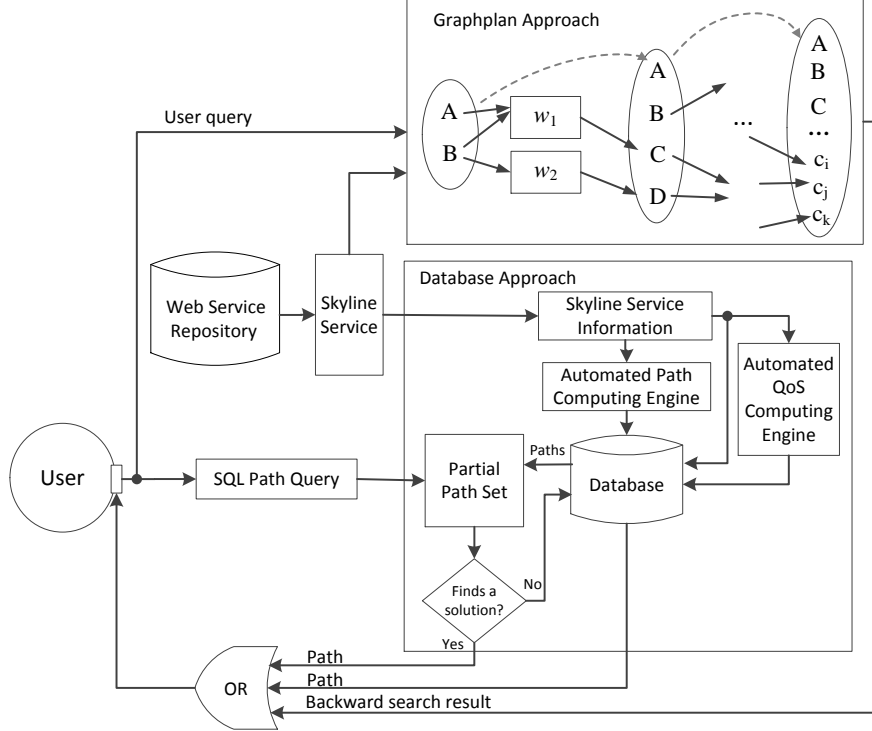 Graphplan Approach
A
B
w1
w2
A
B
C
D
...
A
B
C
...
ci
cj
ck
User query
Web Service
Repository
Skyline
Service
Database Approach
Skyline Service
Information
Automated Path
Computing Engine
Automated
QoS
Computing
Engine
User
SQL Path Query
Partial
Path Set
Paths
Database
Finds a
solution?
No
Yes
OR
Path
Path
Backward search result